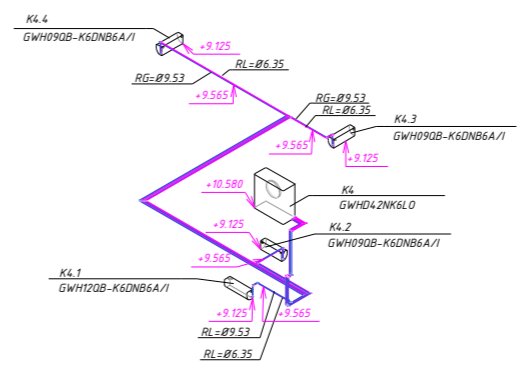 K4.4
GWH09QB-K6DNB6A/I
+9.125
RG=Ø9.53
RL=Ø6.35
+9.565
RG=Ø9.53
RL=Ø6.35
K4.3
GWH09QB-K6DNB6A/I
+9.565
+9.125
+10.580
K4
GWHD42NK6LO
+9.125
K4.2
GWH09QB-K6DNB6A/I
+9.565
K4.1
GWH12QB-K6DNB6A/I
+9.125
+9.565
RL=Ø9.53
RL=Ø6.35